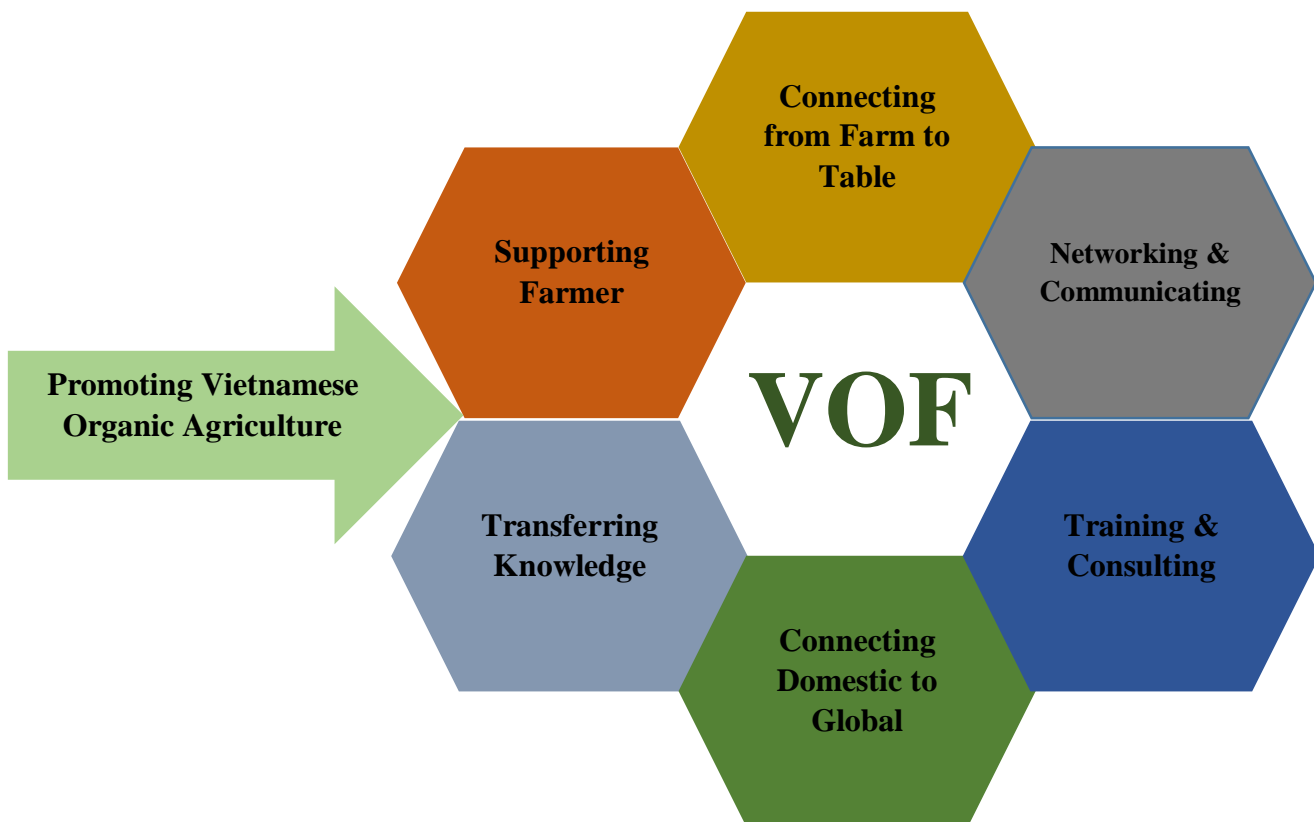 Connecting
from Farm to
Table
Supporting
Farmer
Networking &
Communicating
Promoting Vietnamese
Organic Agriculture
VOF
Transferring
Knowledge
Training &
Consulting
Connecting
Domestic to
Global